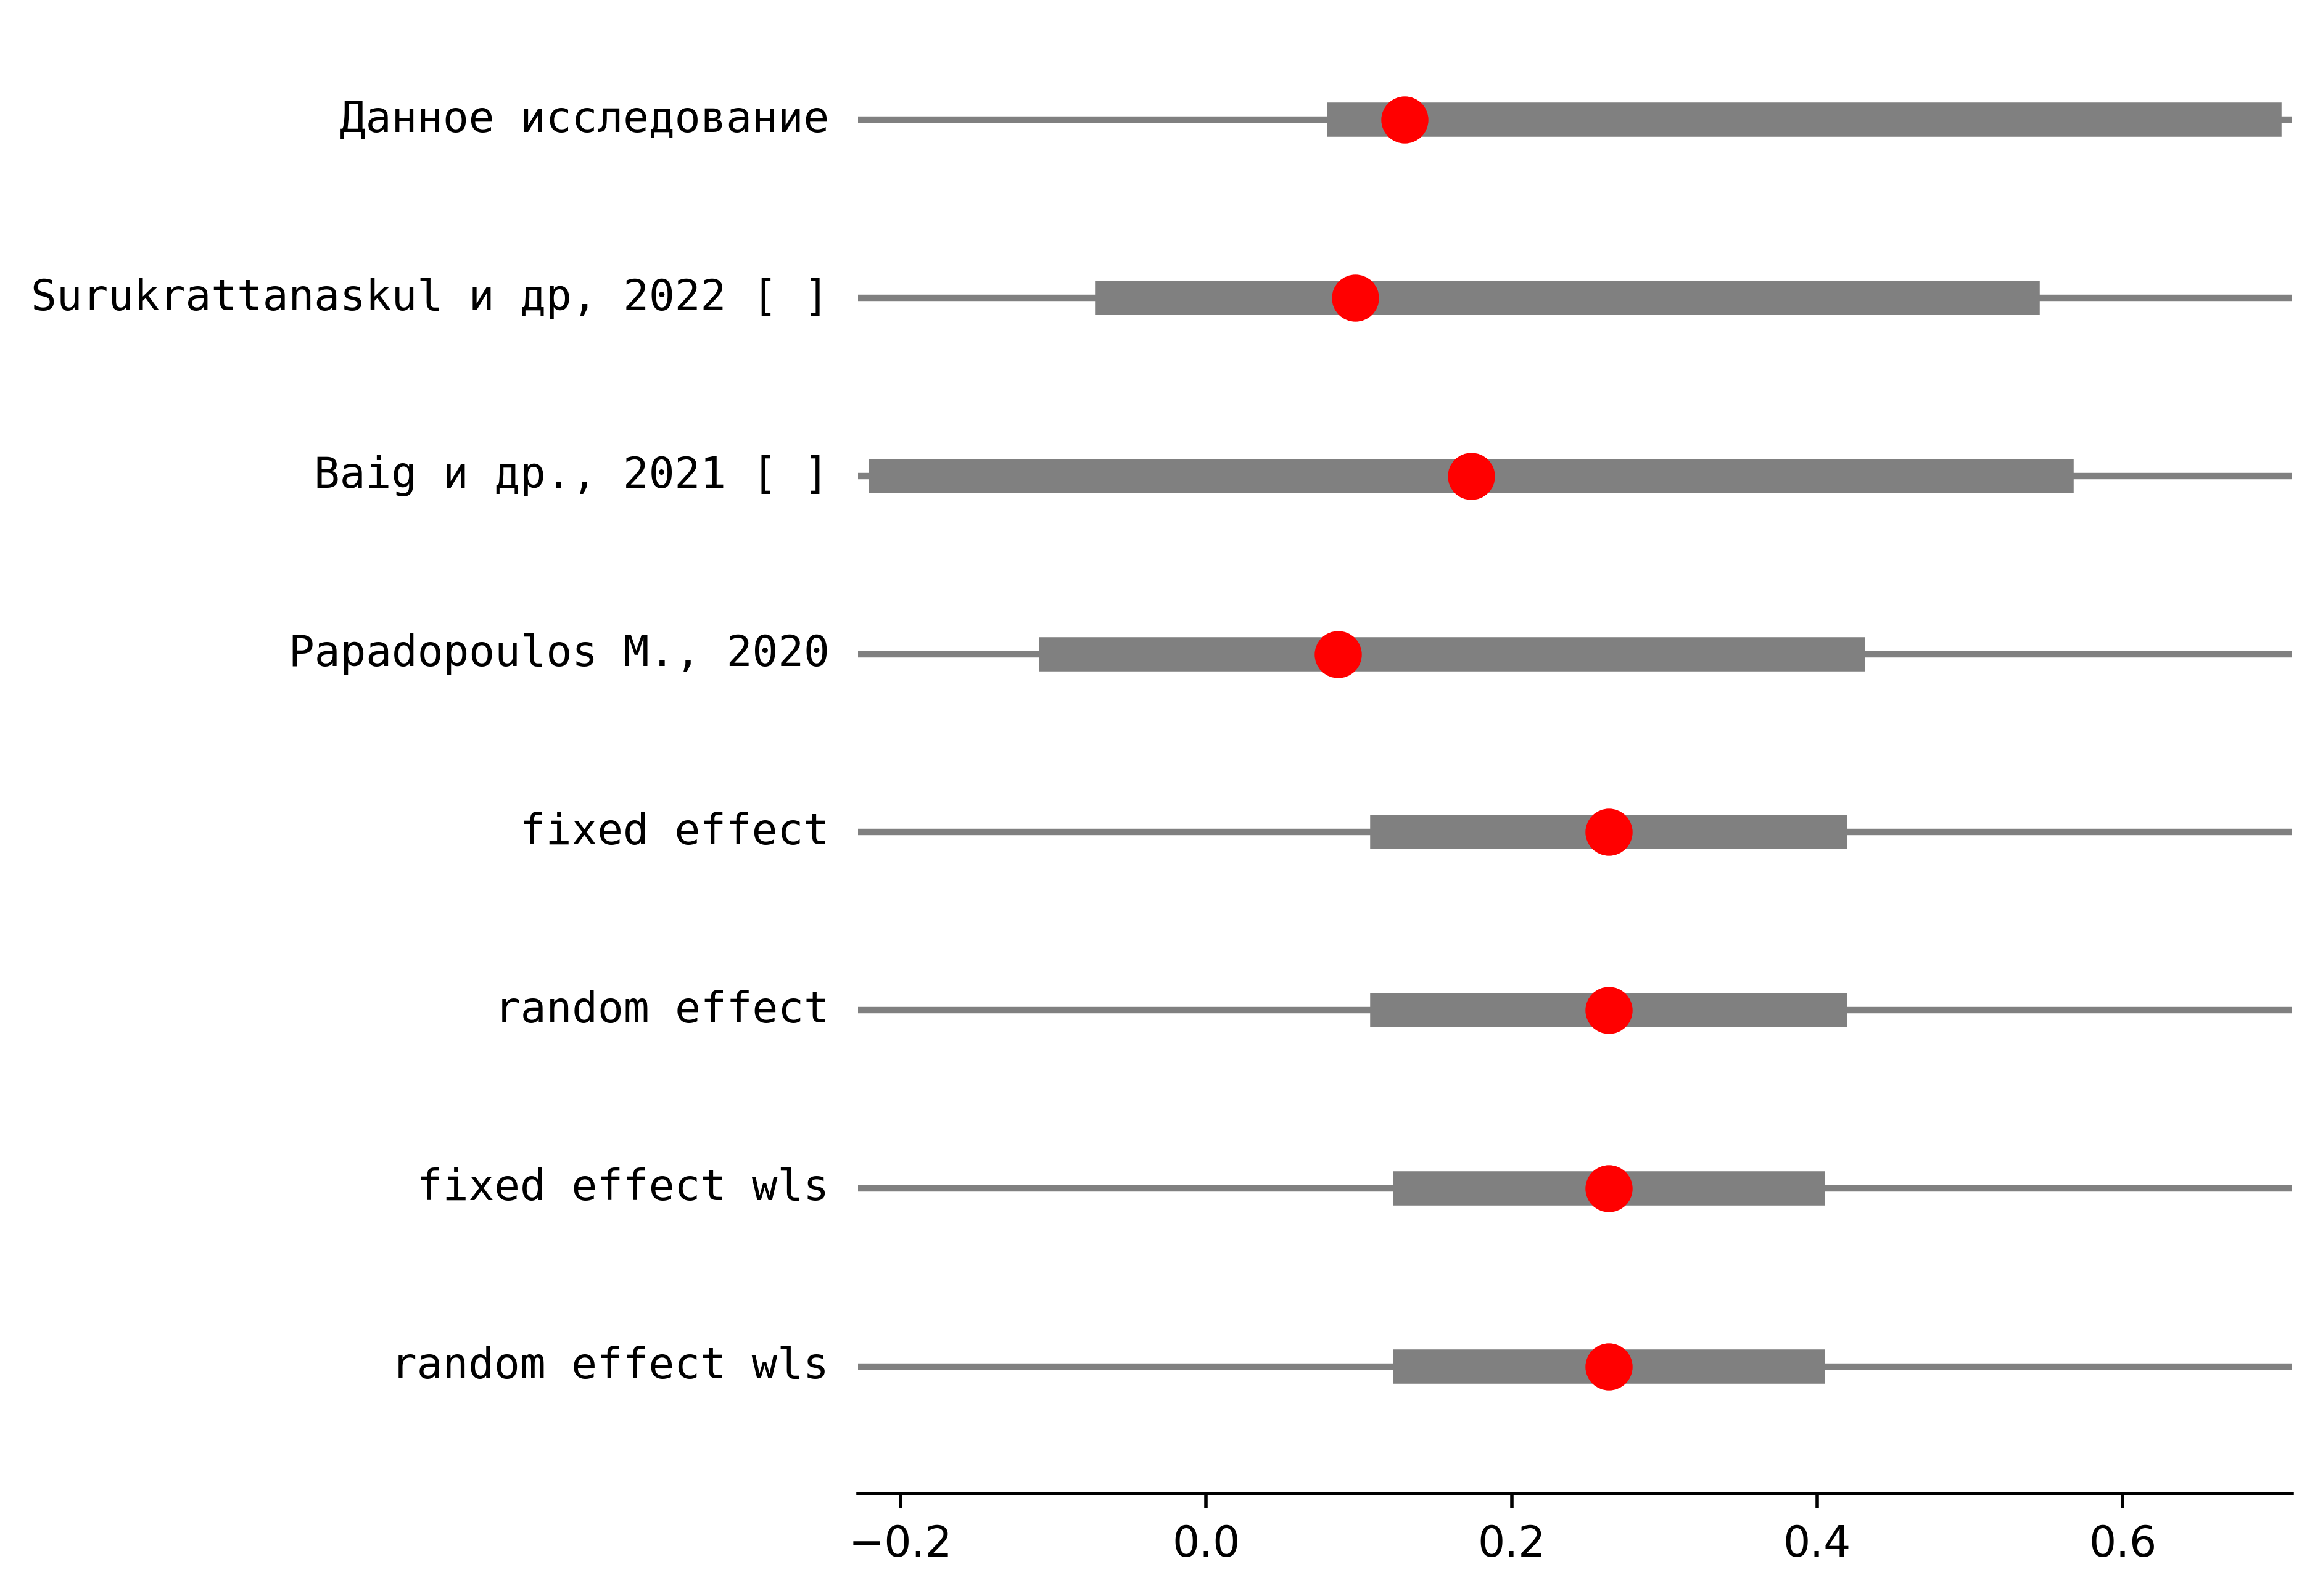 Данное исследование
Surukrattanaskul и др, 2022 [ ]
Baig и др., 2021 [ ]
Papadopoulos M., 2020
fixed effect
random effect
fixed effect wls
random effect wls
−0.2 0.0 0.2 0.4 0.6